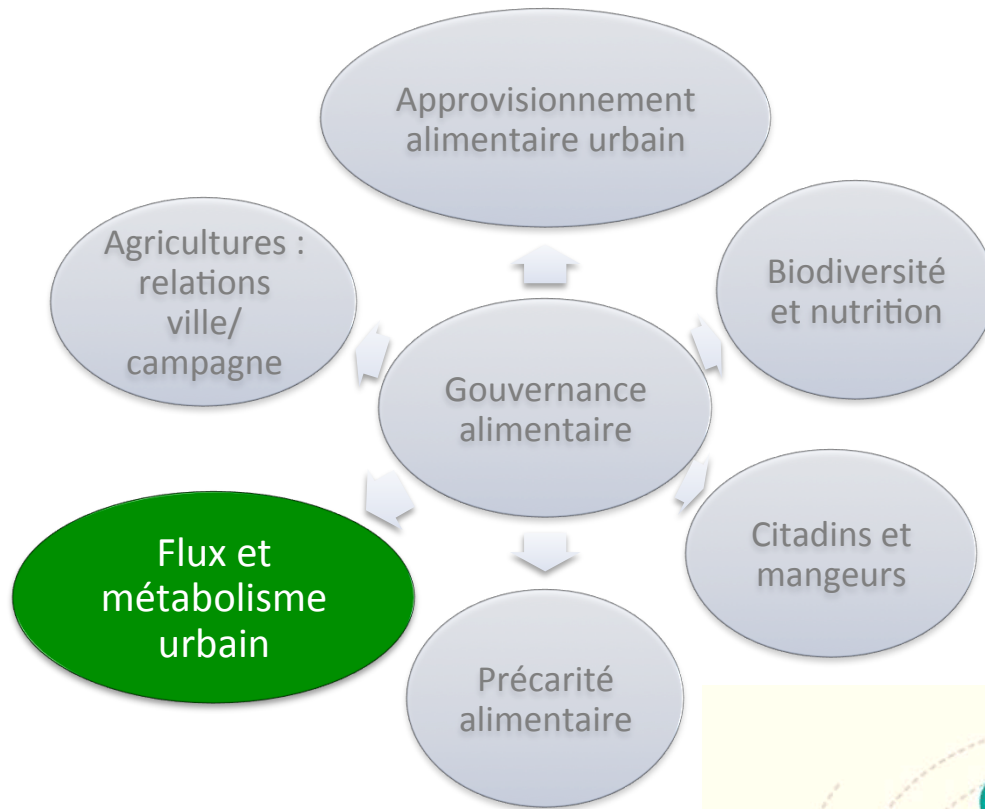 Approvisionnement
alimentaire urbain
Agricultures :
relations
ville/
campagne
Biodiversité
et nutrition
Gouvernance
alimentaire
Flux et
métabolisme
urbain
Citadins et
mangeurs
Précarité
alimentaire